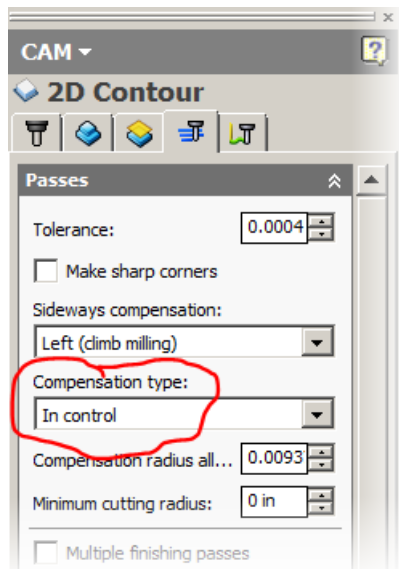 CAM
2D Contour
Passes
Tolerance: 0.0004
Make sharp corners
Sideways compensation:
Left (climb milling)
Compensation type:
In control
Compensation radius all... 0.0093
Minimum cutting radius: 0 in
Multiple finishing passes